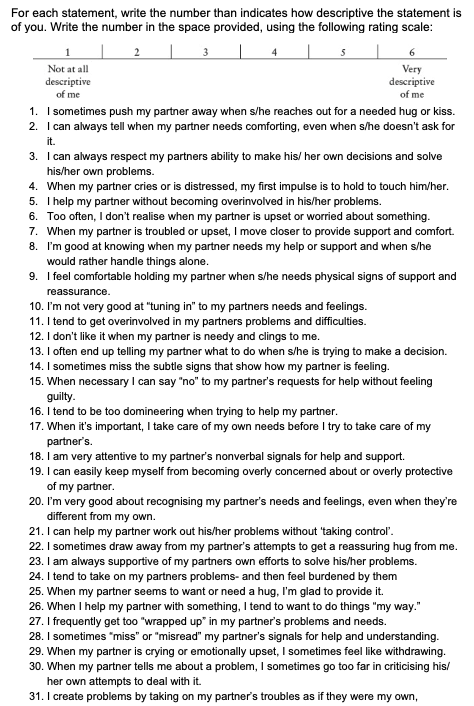 For each statement, write the number than indicates how descriptive the statement is
of you. Write the number in the space provided, using the following rating scale:
1 2 3 4 5 6
Not at all Very
descriptive descriptive
of me of me
1. I sometimes push my partner away when s/he reaches out for a needed hug or kiss.
2. I can always tell when my partner needs comforting, even when s/he doesn't ask for
it.
3. I can always respect my partners ability to make his/ her own decisions and solve
his/her own problems.
4. When my partner cries or is distressed, my first impulse is to hold to touch him/her.
5. I help my partner without becoming overinvolved in his/her problems.
6. Too often, I don't realise when my partner is upset or worried about something.
7. When my partner is troubled or upset, I move closer to provide support and comfort.
8. I'm good at knowing when my partner needs my help or support and when s/he
would rather handle things alone.
9. I feel comfortable holding my partner when s/he needs physical signs of support and
reassurance.
10. I'm not very good at "tuning in" to my partners needs and feelings.
11. I tend to get overinvolved in my partners problems and difficulties.
12. I don't like it when my partner is needy and clings to me.
13. I often end up telling my partner what to do when s/he is trying to make a decision.
14. I sometimes miss the subtle signs that show how my partner is feeling.
15. When necessary I can say "no" to my partner's requests for help without feeling
guilty.
16. I tend to be too domineering when trying to help my partner.
17. When it's important, I take care of my own needs before I try to take care of my
partner's.
18. I am very attentive to my partner's nonverbal signals for help and support.
19. I can easily keep myself from becoming overly concerned about or overly protective
of my partner.
20. I'm very good about recognising my partner's needs and feelings, even when they're
different from my own.
21. I can help my partner work out his/her problems without 'taking control'.
22. I sometimes draw away from my partner's attempts to get a reassuring hug from me.
23. I am always supportive of my partners own efforts to solve his/her problems.
24. I tend to take on my partners problems- and then feel burdened by them
25. When my partner seems to want or need a hug, I'm glad to provide it.
26. When I help my partner with something, I tend to want to do things "my way."
27. I frequently get too "wrapped up" in my partner's problems and needs.
28. I sometimes "miss" or "misread" my partner's signals for help and understanding.
29. When my partner is crying or emotionally upset, I sometimes feel like withdrawing.
30. When my partner tells me about a problem, I sometimes go too far in criticising his/
her own attempts to deal with it.
31. I create problems by taking on my partner's troubles as if they were my own,